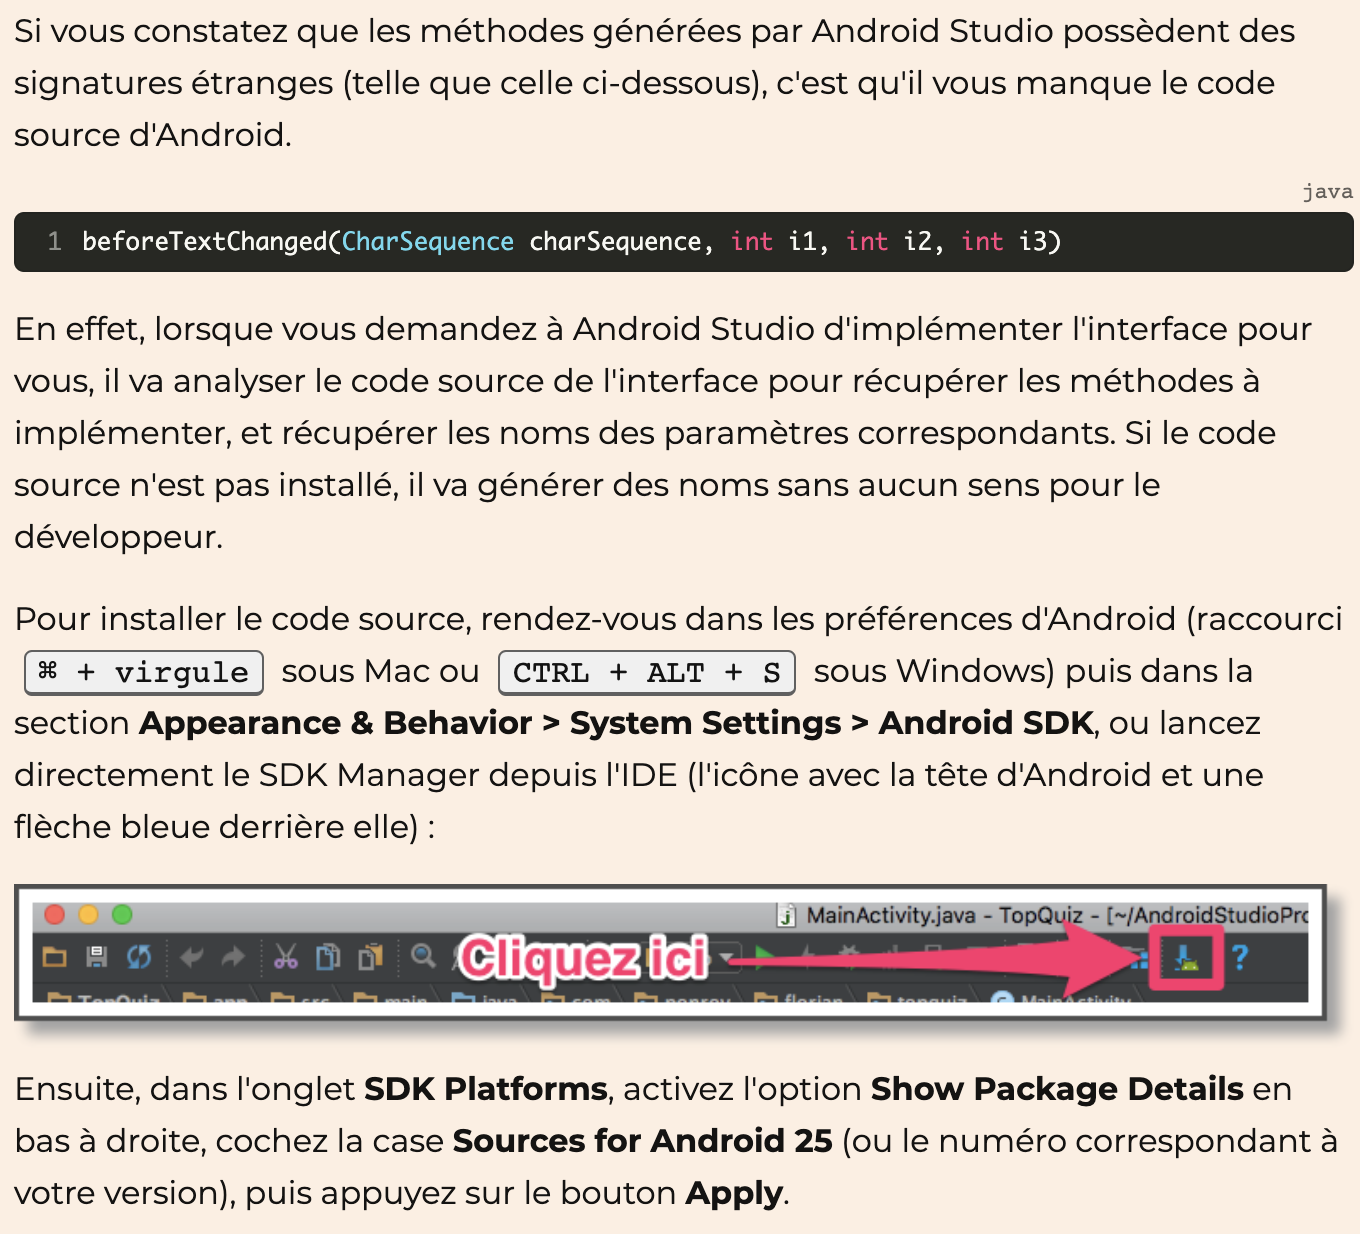 Si vous constatez que les méthodes générées par Android Studio possèdent des
signatures étranges (telle que celle ci-dessous), c'est qu'il vous manque le code
source d'Android.
java
1 beforeTextChanged(CharSequence charSequence, int i1, int i2, int i3)
En effet, lorsque vous demandez à Android Studio d'implémenter l'interface pour
vous, il va analyser le code source de l'interface pour récupérer les méthodes à
implémenter, et récupérer les noms des paramètres correspondants. Si le code
source n'est pas installé, il va générer des noms sans aucun sens pour le
développeur.
Pour installer le code source, rendez-vous dans les préférences d'Android (raccourci
⌘ + virgule sous Mac ou CTRL + ALT + S sous Windows) puis dans la
section Appearance & Behavior > System Settings > Android SDK, ou lancez
directement le SDK Manager depuis l'IDE (l'icône avec la tête d'Android et une
flèche bleue derrière elle) :
MainActivity.java - TopQuiz - [~/AndroidStudioPro
Cliquez ici
TopQuiz app src main java com penrev florian topquiz MainActivity
Ensuite, dans l'onglet SDK Platforms, activez l'option Show Package Details en
bas à droite, cochez la case Sources for Android 25 (ou le numéro correspondant à
votre version), puis appuyez sur le bouton Apply.